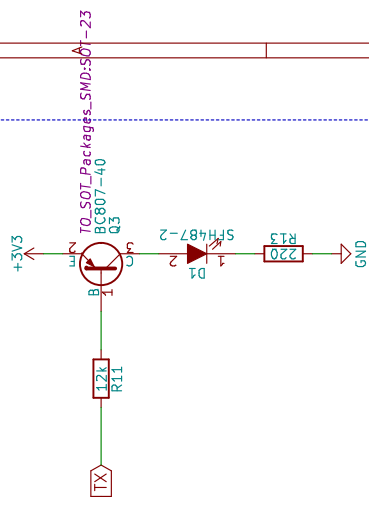 A
TO_SOT_Packages_SMD:SOT-23
BC807-40
Q3
+3V3
2
E
3
C
B
1
SFH487-2
D1
2
1
R13
220
GND
12k
R11
TX